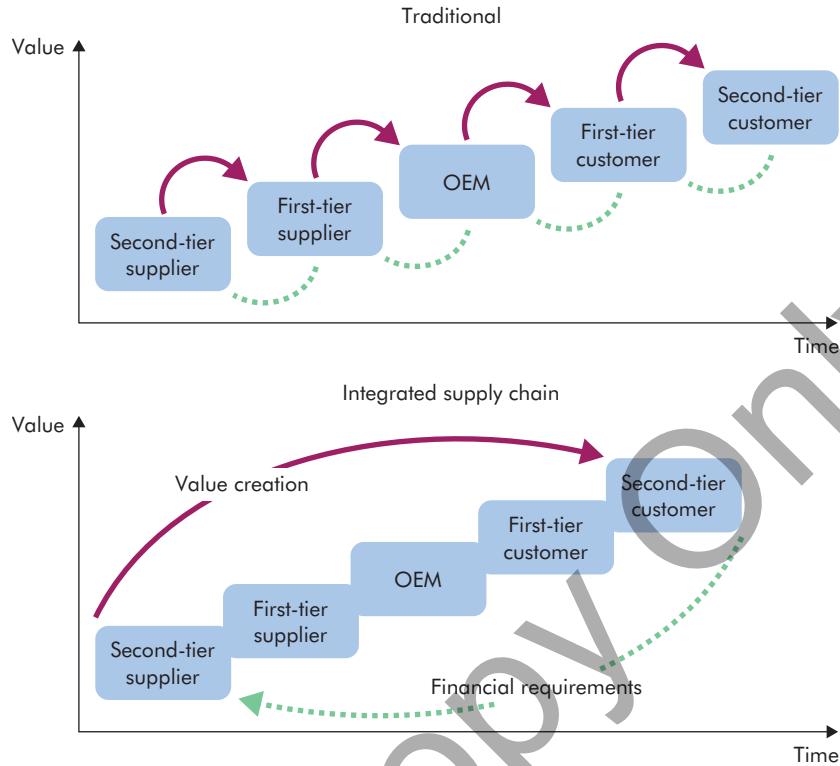 Traditional
Value
Second-tier
customer
First-tier
customer
OEM
First-tier
supplier
Second-tier
supplier
Time
Integrated supply chain
Value
Value creation
Second-tier
customer
First-tier
customer
OEM
First-tier
supplier
Second-tier
supplier
Financial requirements
Time